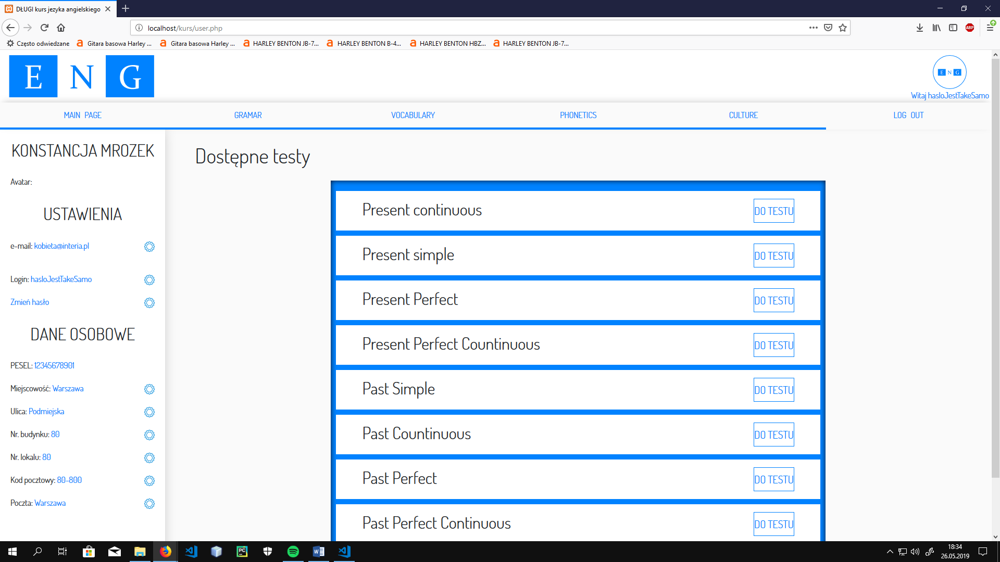 DŁUGI kurs jezyka angielskiego
localhost/kurs/user.php
ABP
Często odwiedzane
Gitara basowa Harley ...
Gitara basowa Harley ...
HARLEY BENTON JB-7...
HARLEY BENTON B-4...
HARLEY BENTON HBZ...
HARLEY BENTON JB-7...
E N G
E N G
Witaj hasloJestTakeSamo
MAIN PAGE
GRAMAR
VOCABULARY
PHONETICS
CULTURE
LOG OUT
KONSTANCJA MROZEK
Avatar:
USTAWIENIA
e-mail: kobieta@interia.pl
Login: hasloJestTakeSamo
Zmień hasło
DANE OSOBOWE
PESEL: 12345678901
Miejscowość: Warszawa
Ulica: Podmiejska
Nr. budynku: 80
Nr. lokalu: 80
Kod pocztowy: 80-800
Poczta: Warszawa
Dostępne testy
Present continuous DO TESTU
Present simple DO TESTU
Present Perfect DO TESTU
Present Perfect Countinuous DO TESTU
Past Simple DO TESTU
Past Countinuous DO TESTU
Past Perfect DO TESTU
Past Perfect Continuous DO TESTU
PC
18:34
26.05.2019